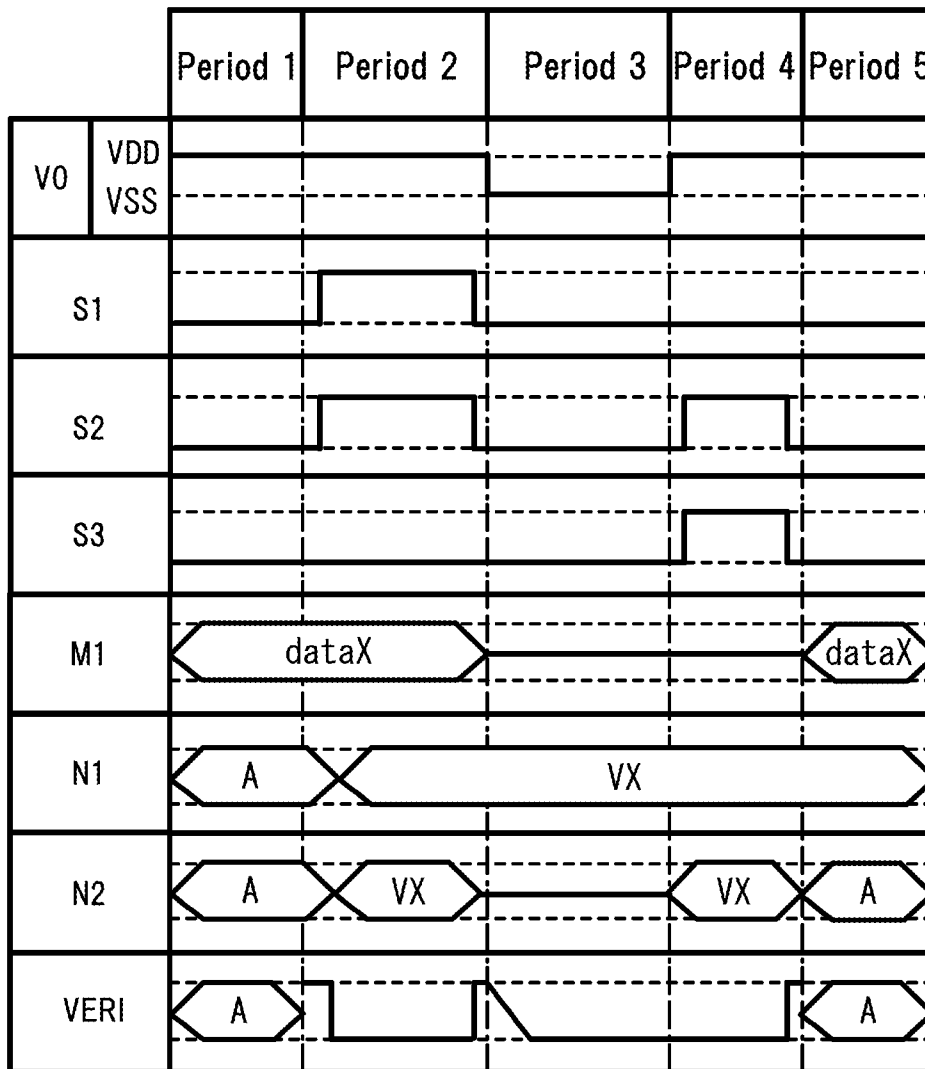 Period 1 Period 2 Period 3 Period 4 Period 5
V0 VDD
VSS
S1
S2
S3
M1 dataX dataX
N1 A VX
N2 A VX VX A
VERI A A